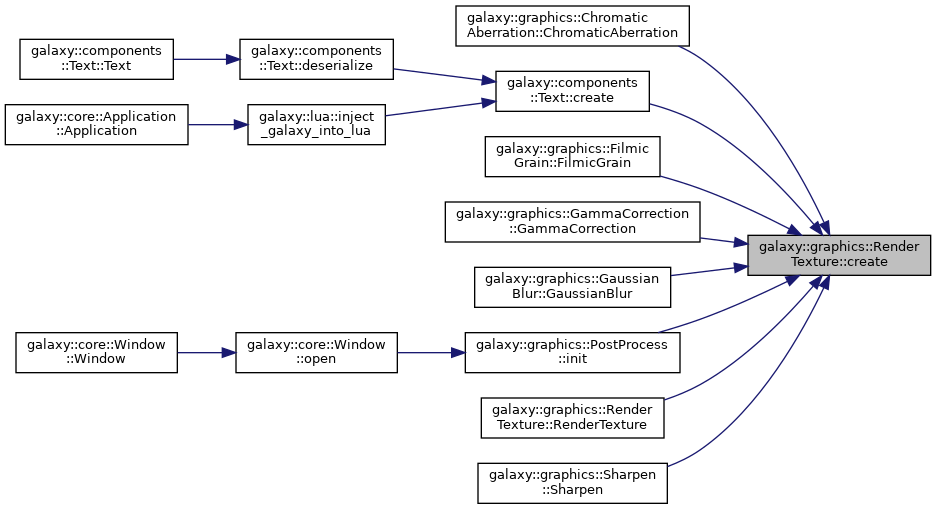 galaxy::graphics::Chromatic
Aberration::ChromaticAberration
galaxy::components
::Text::Text
galaxy::components
::Text::deserialize
galaxy::components
::Text::create
galaxy::core::Application
::Application
galaxy::lua::inject
_galaxy_into_lua
galaxy::graphics::Filmic
Grain::FilmicGrain
galaxy::graphics::GammaCorrection
::GammaCorrection
galaxy::graphics::Render
Texture::create
galaxy::graphics::Gaussian
Blur::GaussianBlur
galaxy::core::Window
::Window
galaxy::core::Window
::open
galaxy::graphics::PostProcess
::init
galaxy::graphics::Render
Texture::RenderTexture
galaxy::graphics::Sharpen
::Sharpen